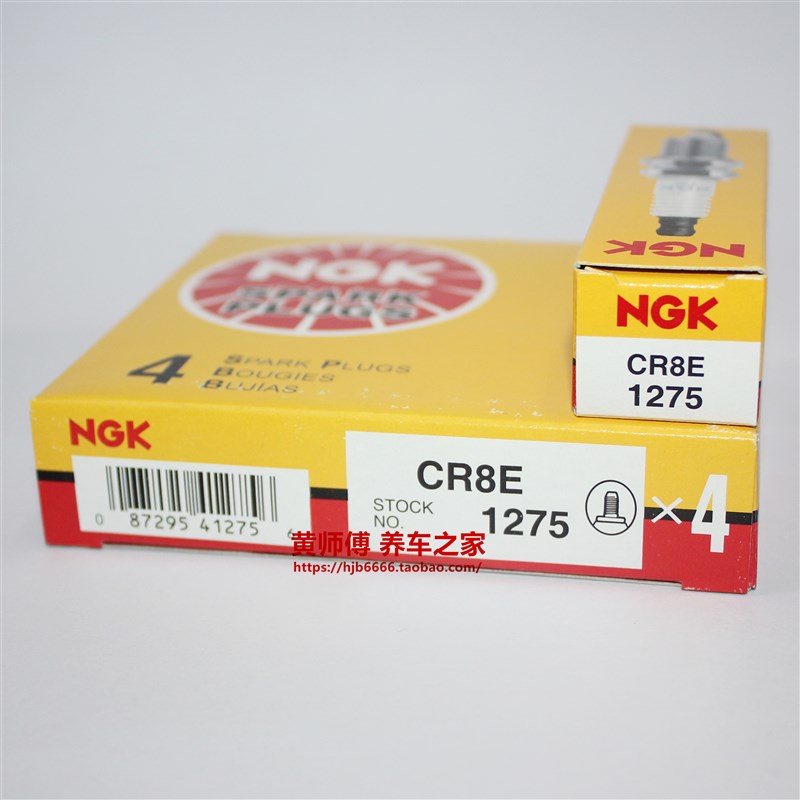 NGK
SPARK
PLUGS
4 SPARK PLUGS
BOUGIES
BUJÍAS
NGK
NGK
CR8E
1275
NGK
0 87295 41275 6
CR8E
STOCK
NO. 1275
×4
黄师傅 养车之家
https://hjb6666.taobao.com/